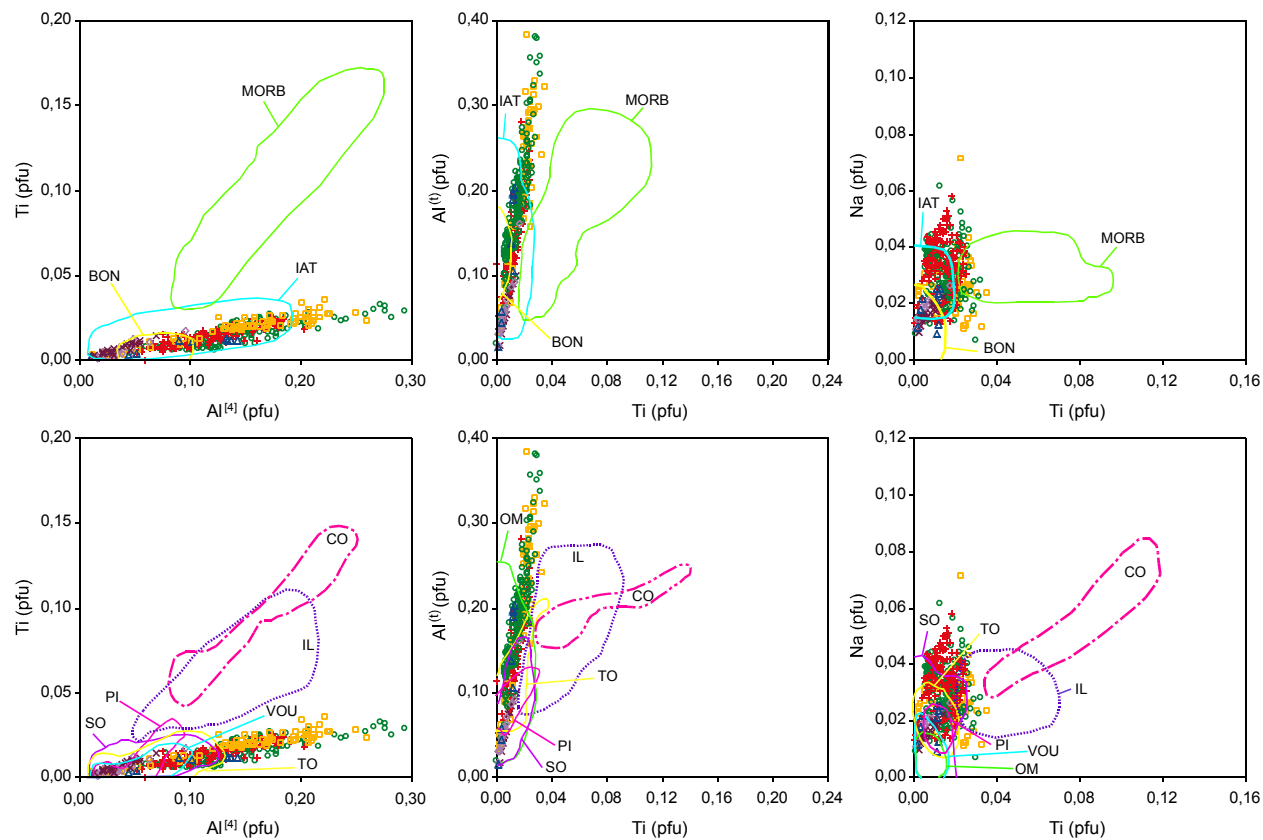 0,20
0,15
0,10
0,05
0,00
Ti (pfu)
MORB
BON
IAT
0,00
0,10
0,20
0,30
Al[4] (pfu)
0,40
0,30
0,20
0,10
0,00
Al(t) (pfu)
IAT
MORB
BON
0,00
0,04
0,08
0,12
0,16
0,20
0,24
Ti (pfu)
0,12
0,10
0,08
0,06
0,04
0,02
0,00
Na (pfu)
IAT
MORB
BON
0,00
0,04
0,08
0,12
0,16
Ti (pfu)
0,20
0,15
0,10
0,05
0,00
Ti (pfu)
CO
IL
PI
SO
VOU
TO
0,00
0,10
0,20
0,30
Al[4] (pfu)
0,40
0,30
0,20
0,10
0,00
Al(t) (pfu)
OM
IL
CO
TO
PI
SO
0,00
0,04
0,08
0,12
0,16
0,20
0,24
Ti (pfu)
0,12
0,10
0,08
0,06
0,04
0,02
0,00
Na (pfu)
CO
SO
TO
IL
PI
VOU
OM
0,00
0,04
0,08
0,12
0,16
Ti (pfu)